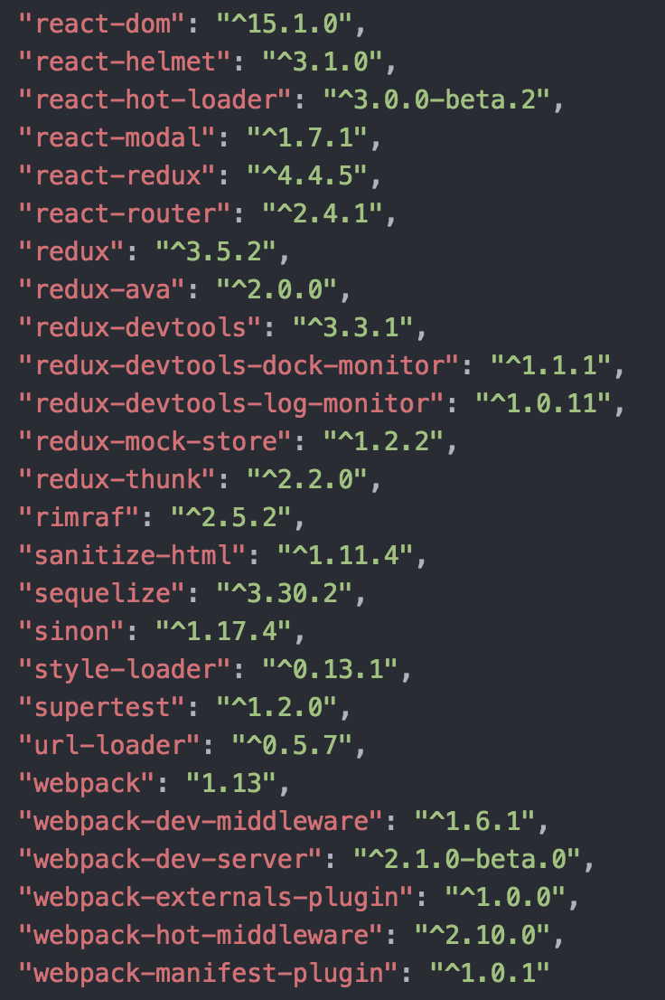 "react-dom": "^15.1.0",
"react-helmet": "^3.1.0",
"react-hot-loader": "^3.0.0-beta.2",
"react-modal": "^1.7.1",
"react-redux": "^4.4.5",
"react-router": "^2.4.1",
"redux": "^3.5.2",
"redux-ava": "^2.0.0",
"redux-devtools": "^3.3.1",
"redux-devtools-dock-monitor": "^1.1.1",
"redux-devtools-log-monitor": "^1.0.11",
"redux-mock-store": "^1.2.2",
"redux-thunk": "^2.2.0",
"rimraf": "^2.5.2",
"sanitize-html": "^1.11.4",
"sequelize": "^3.30.2",
"sinon": "^1.17.4",
"style-loader": "^0.13.1",
"supertest": "^1.2.0",
"url-loader": "^0.5.7",
"webpack": "1.13",
"webpack-dev-middleware": "^1.6.1",
"webpack-dev-server": "^2.1.0-beta.0",
"webpack-externals-plugin": "^1.0.0",
"webpack-hot-middleware": "^2.10.0",
"webpack-manifest-plugin": "^1.0.1"